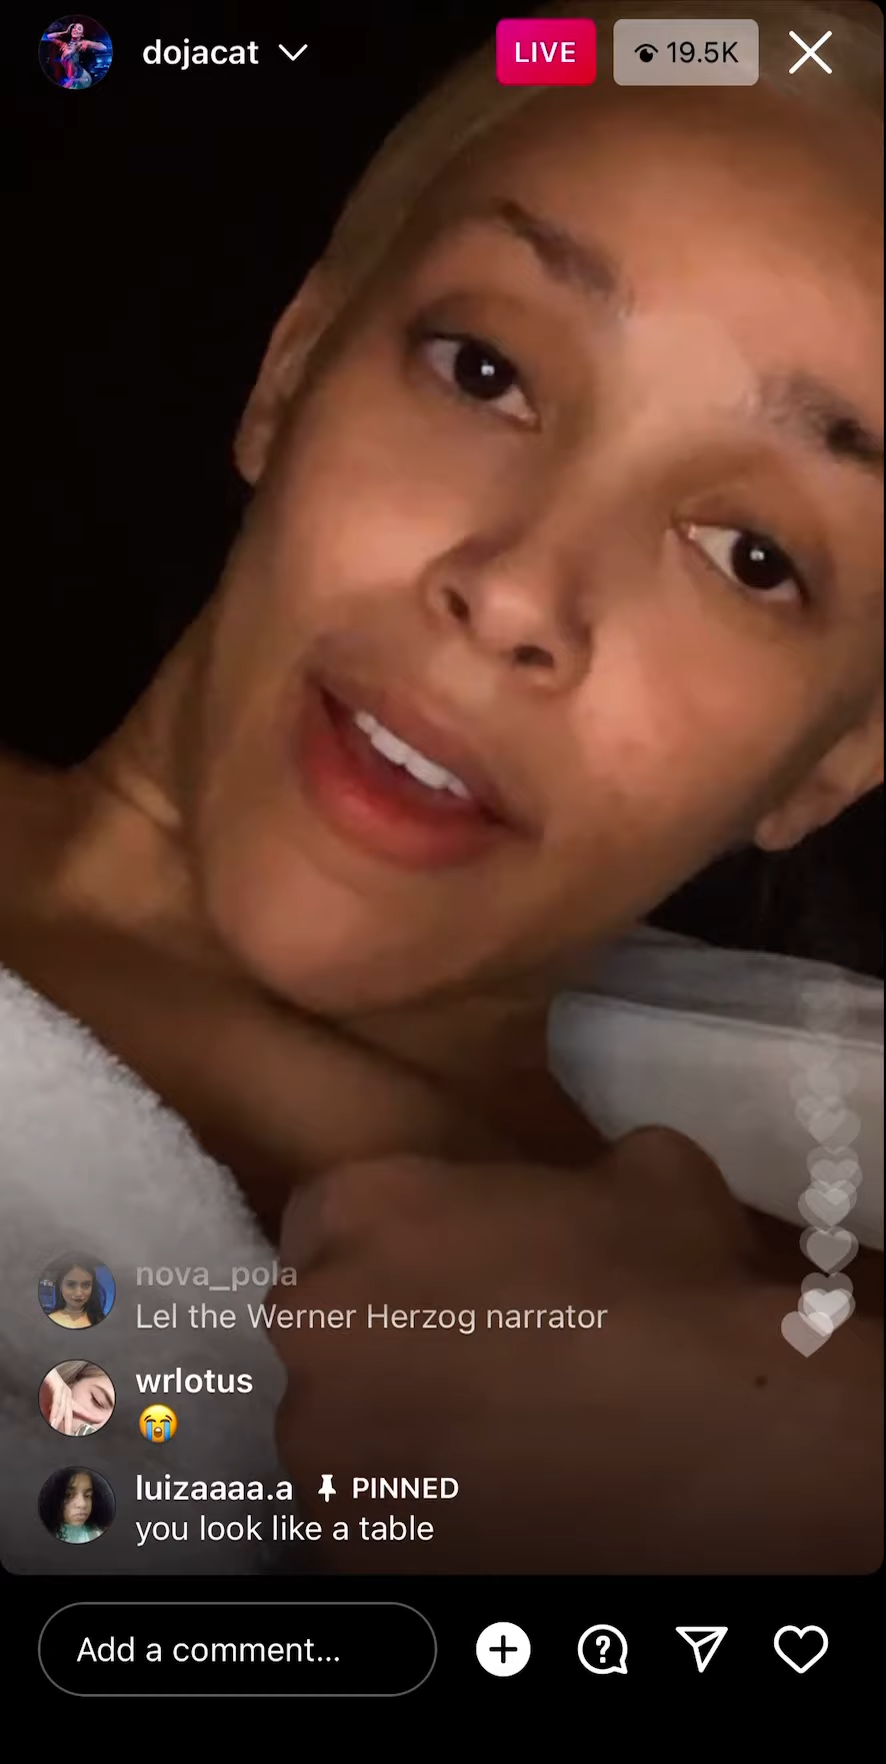 dojacat
LIVE
19.5K
nova_pola
Lel the Werner Herzog narrator
wrlotus
😭
luizaaaa.a PINNED
you look like a table
Add a comment...